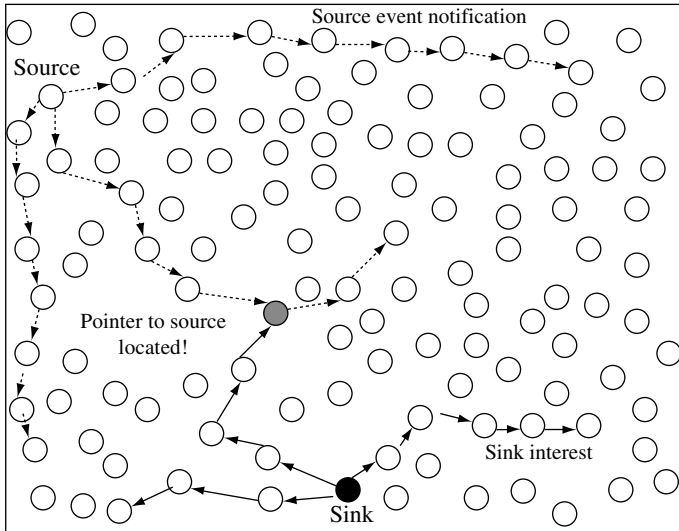 Source event notification
Source
Pointer to source
located!
Sink interest
Sink